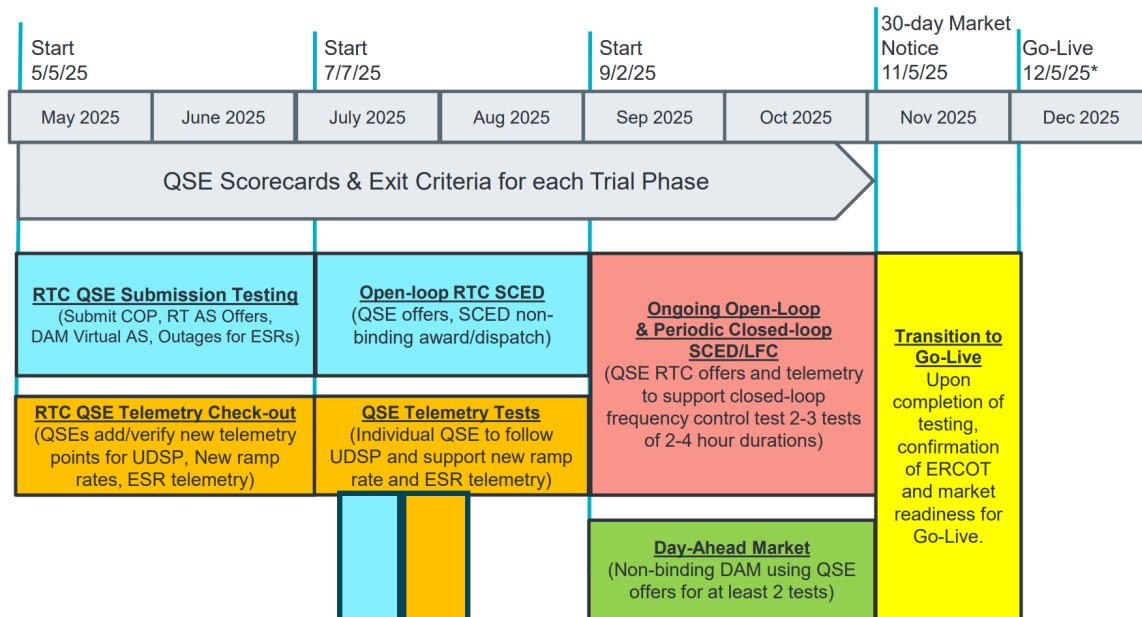 Start
5/5/25
Start
7/7/25
Start
9/2/25
30-day Market
Notice
11/5/25
Go-Live
12/5/25*
May 2025
June 2025
July 2025
Aug 2025
Sep 2025
Oct 2025
Nov 2025
Dec 2025
QSE Scorecards & Exit Criteria for each Trial Phase
RTC QSE Submission Testing
(Submit COP, RT AS Offers,
DAM Virtual AS, Outages for ESRs)
Open-loop RTC SCED
(QSE offers, SCED non-
binding award/dispatch)
RTC QSE Telemetry Check-out
(QSEs add/verify new telemetry
points for UDSP, New ramp
rates, ESR telemetry)
QSE Telemetry Tests
(Individual QSE to follow
UDSP and support new ramp
rate and ESR telemetry)
Ongoing Open-Loop
& Periodic Closed-loop
SCED/LFC
(QSE RTC offers and telemetry
to support closed-loop
frequency control test 2-3 tests
of 2-4 hour durations)
Day-Ahead Market
(Non-binding DAM using QSE
offers for at least 2 tests)
Transition to
Go-Live
Upon
completion of
testing,
confirmation
of ERCOT
and market
readiness for
Go-Live.